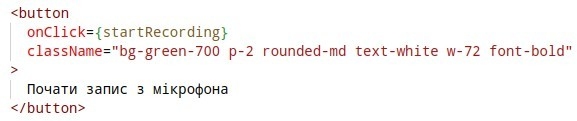 <button
onClick={startRecording}
className="bg-green-700 p-2 rounded-md text-white w-72 font-bold"
>
Почати запис з мікрофона
</button>